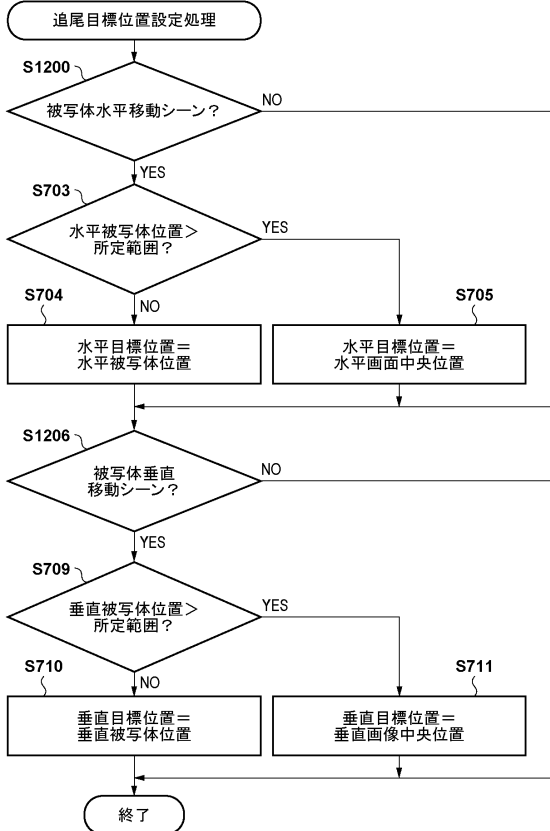 追尾目標位置設定処理
S1200
被写体水平移動シーン？
NO
YES
S703
水平被写体位置＞
所定範囲？
YES
NO
S704
水平目標位置＝
水平被写体位置
S705
水平目標位置＝
水平画面中央位置
S1206
被写体垂直
移動シーン？
NO
YES
S709
垂直被写体位置＞
所定範囲？
YES
NO
S710
垂直目標位置＝
垂直被写体位置
S711
垂直目標位置＝
垂直画像中央位置
終了